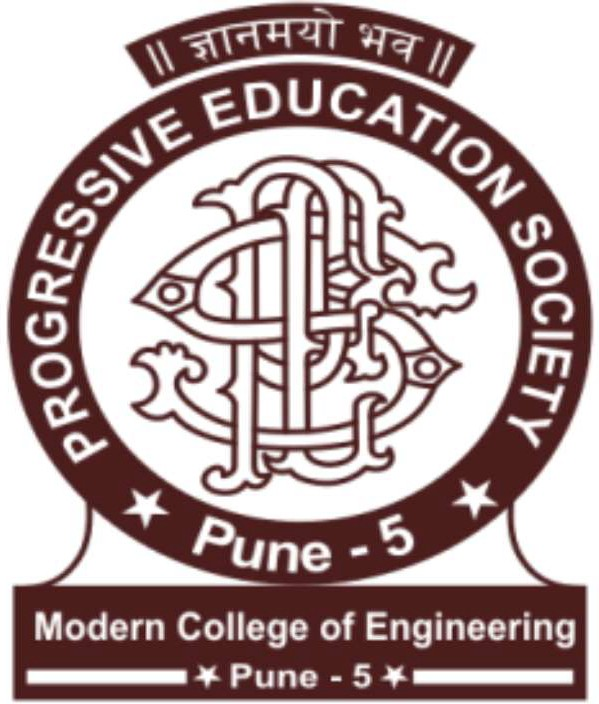 ॥ ज्ञानमयो भव ॥
PROGRESSIVE EDUCATION SOCIETY
★ Pune - 5 ★
Modern College of Engineering
★ Pune - 5 ★